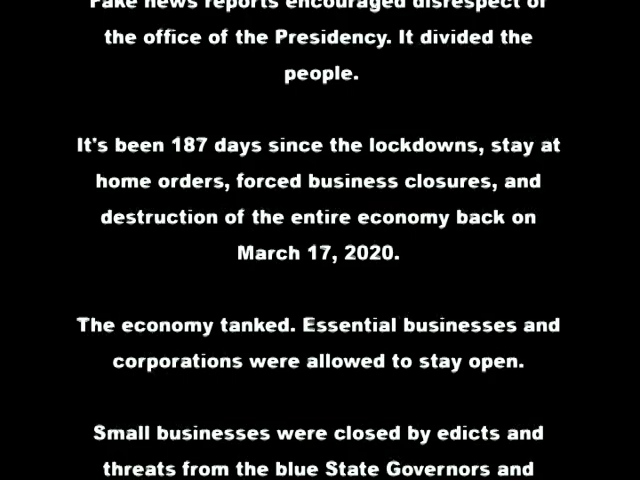 Fake news reports encouraged disrespect of
the office of the Presidency. It divided the
people.
It's been 187 days since the lockdowns, stay at
home orders, forced business closures, and
destruction of the entire economy back on
March 17, 2020.
The economy tanked. Essential businesses and
corporations were allowed to stay open.
Small businesses were closed by edicts and
threats from the blue State Governors and